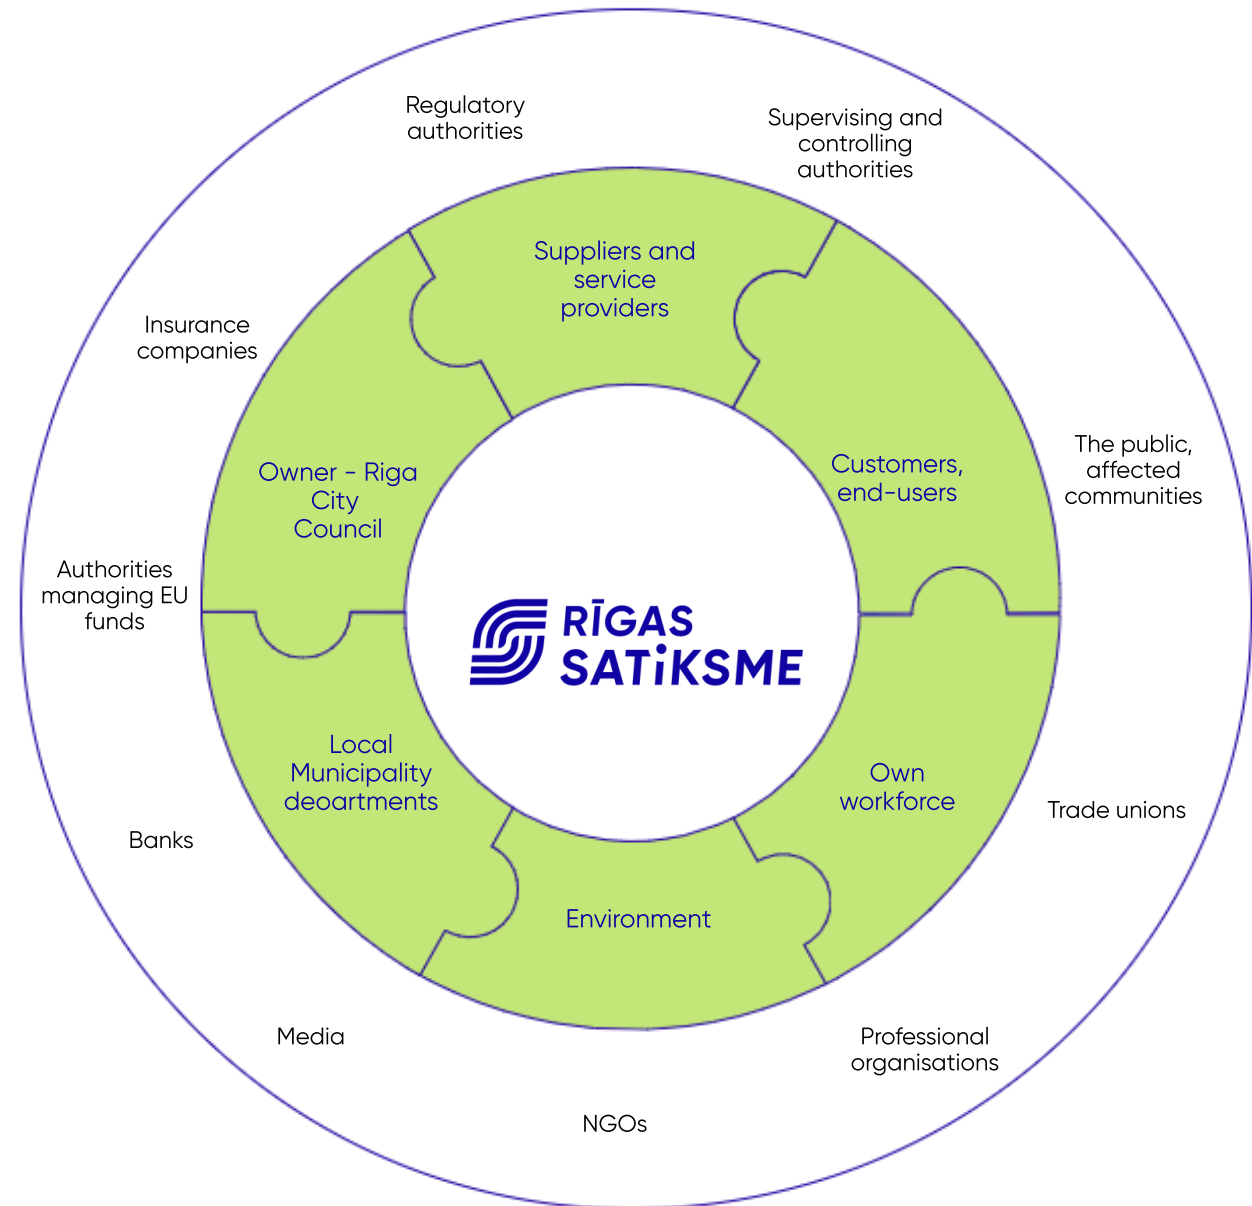 Regulatory
authorities
Supervising and
controlling
authorities
Suppliers and
service
providers
Insurance
companies
Owner - Riga
City
Council
Customers,
end-users
The public,
affected
communities
Authorities
managing EU
funds
RĪGAS
SATiKSME
Local
Municipality
deoartments
Own
workforce
Trade unions
Banks
Environment
Media
Professional
organisations
NGOs